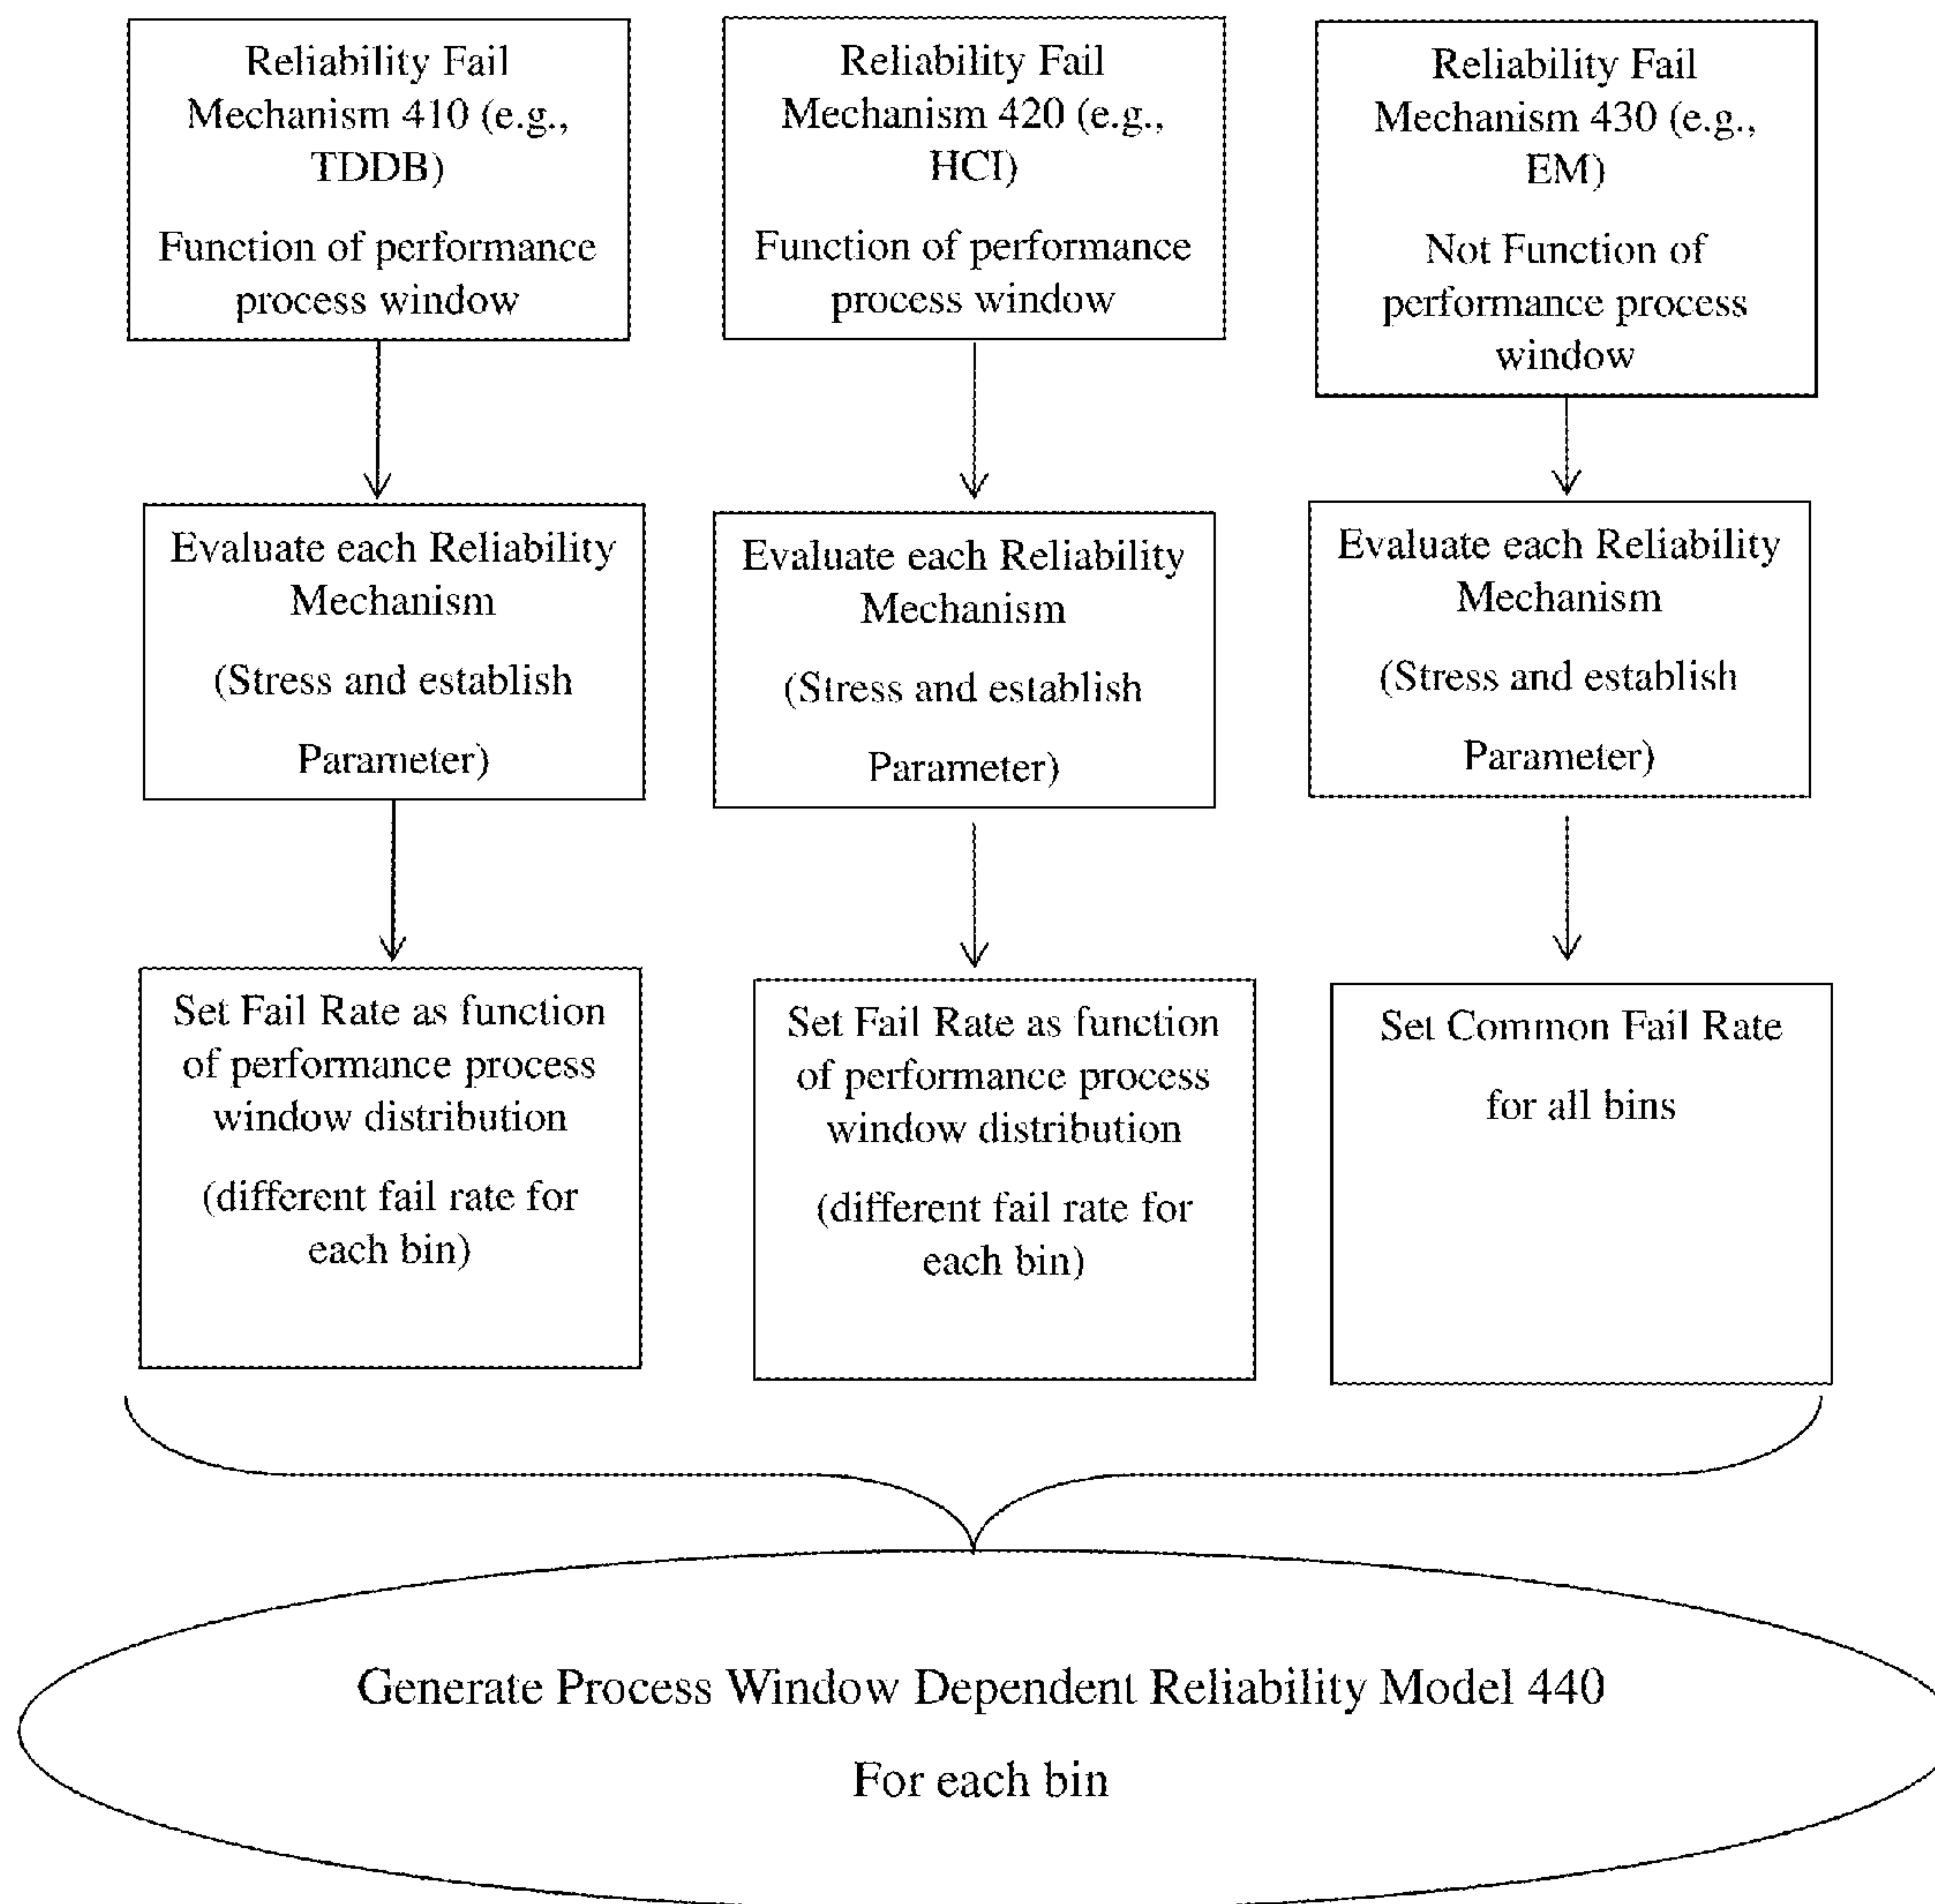 Reliability Fail
Mechanism 410 (e.g.,
TDDB)
Function of performance
process window
Reliability Fail
Mechanism 420 (e.g.,
HCI)
Function of performance
process window
Reliability Fail
Mechanism 430 (e.g.,
EM)
Not Function of
performance process
window
Evaluate each Reliability
Mechanism
(Stress and establish
Parameter)
Evaluate each Reliability
Mechanism
(Stress and establish
Parameter)
Evaluate each Reliability
Mechanism
(Stress and establish
Parameter)
Set Fail Rate as function
of performance process
window distribution
(different fail rate for
each bin)
Set Fail Rate as function
of performance process
window distribution
(different fail rate for
each bin)
Set Common Fail Rate
for all bins
Generate Process Window Dependent Reliability Model 440
For each bin